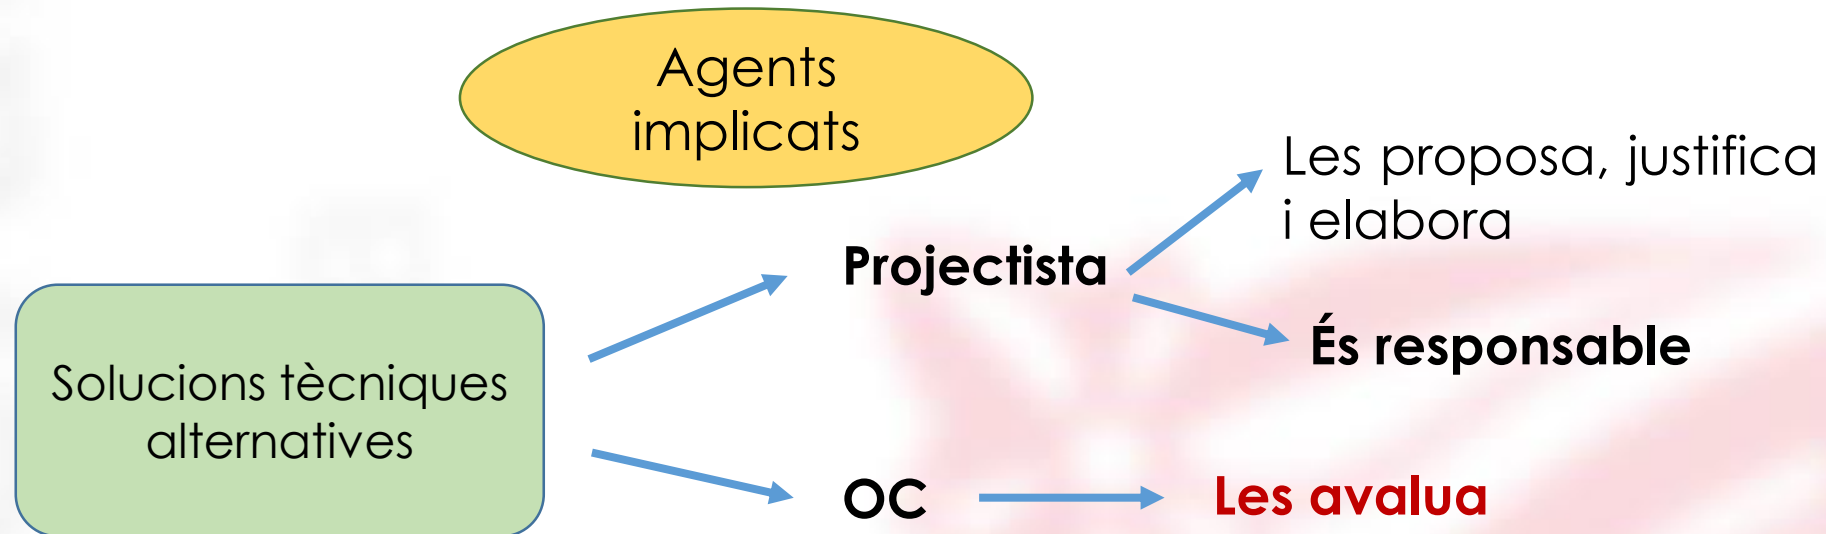 Agents
implicats
Les proposa, justifica
i elabora
Projectista
És responsable
Solucions tècniques
alternatives
OC
Les avalua